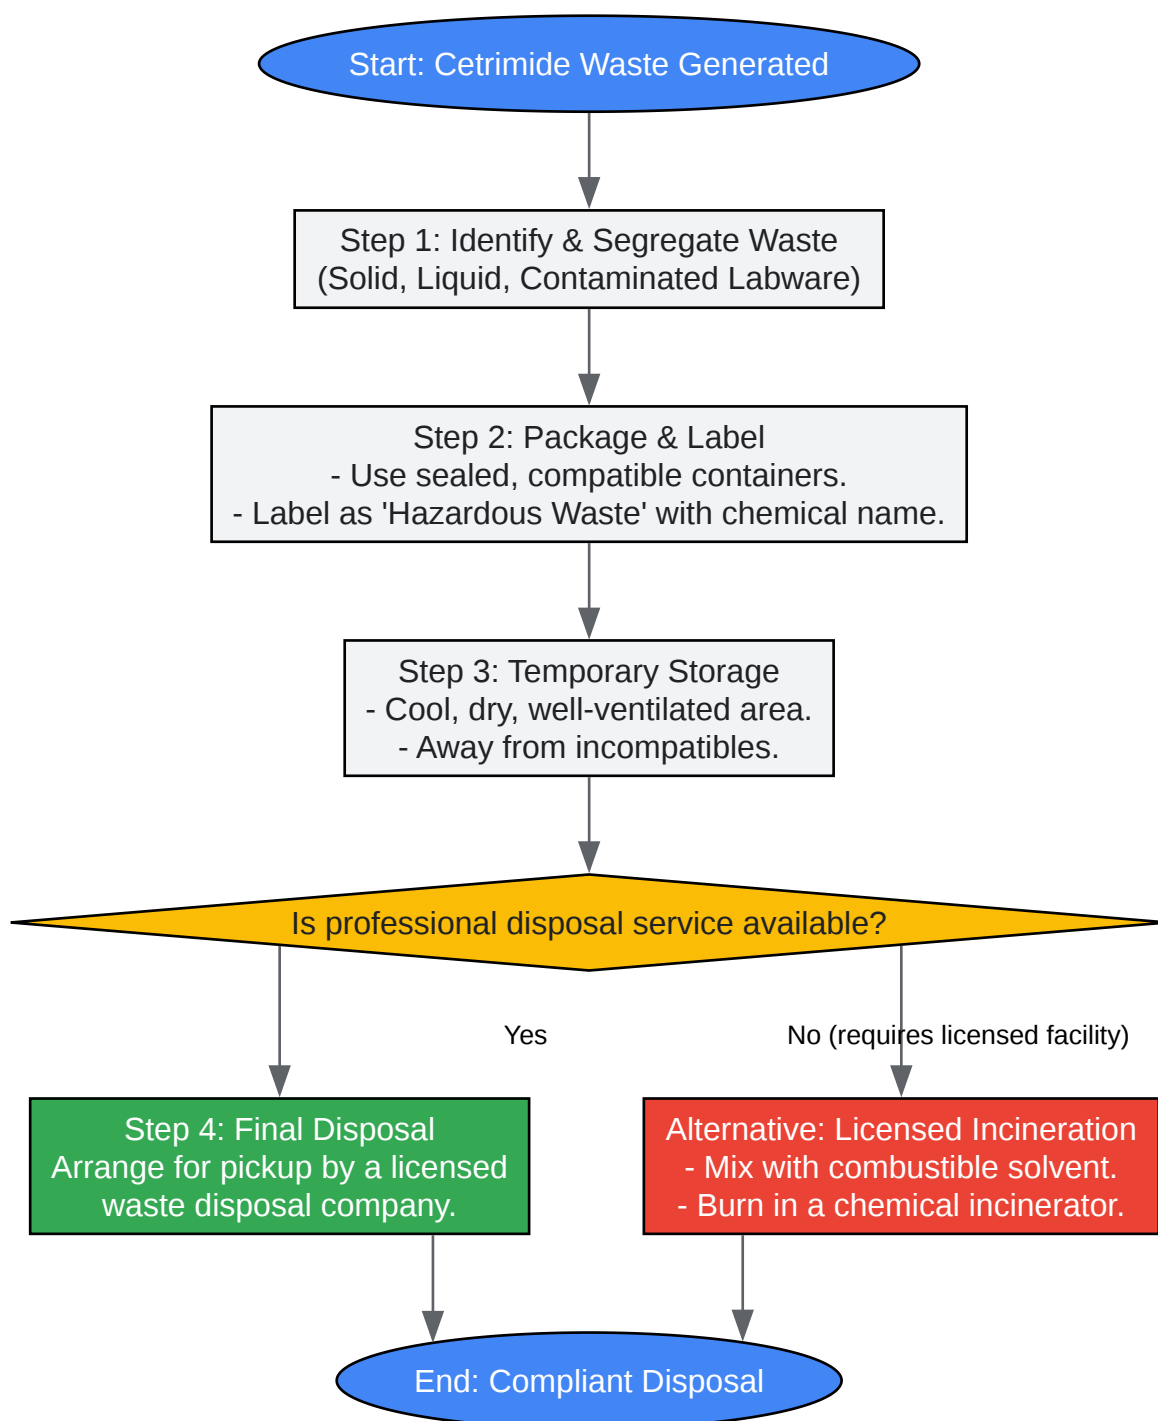 Start: Cetrimide Waste Generated
Step 1: Identify & Segregate Waste
(Solid, Liquid, Contaminated Labware)
Step 2: Package & Label
- Use sealed, compatible containers.
- Label as 'Hazardous Waste' with chemical name.
Step 3: Temporary Storage
- Cool, dry, well-ventilated area.
- Away from incompatibles.
Is professional disposal service available?
Yes
No (requires licensed facility)
Step 4: Final Disposal
Arrange for pickup by a licensed
waste disposal company.
Alternative: Licensed Incineration
- Mix with combustible solvent.
- Burn in a chemical incinerator.
End: Compliant Disposal